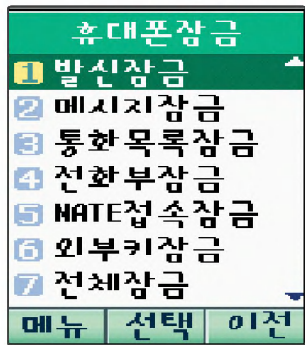 휴대폰잠금
1 발신잠금
2 메시지잠금
3 통화목록잠금
4 전화부잠금
5 NATE접속잠금
6 외부키잠금
7 전체잠금
메뉴 선택 이전